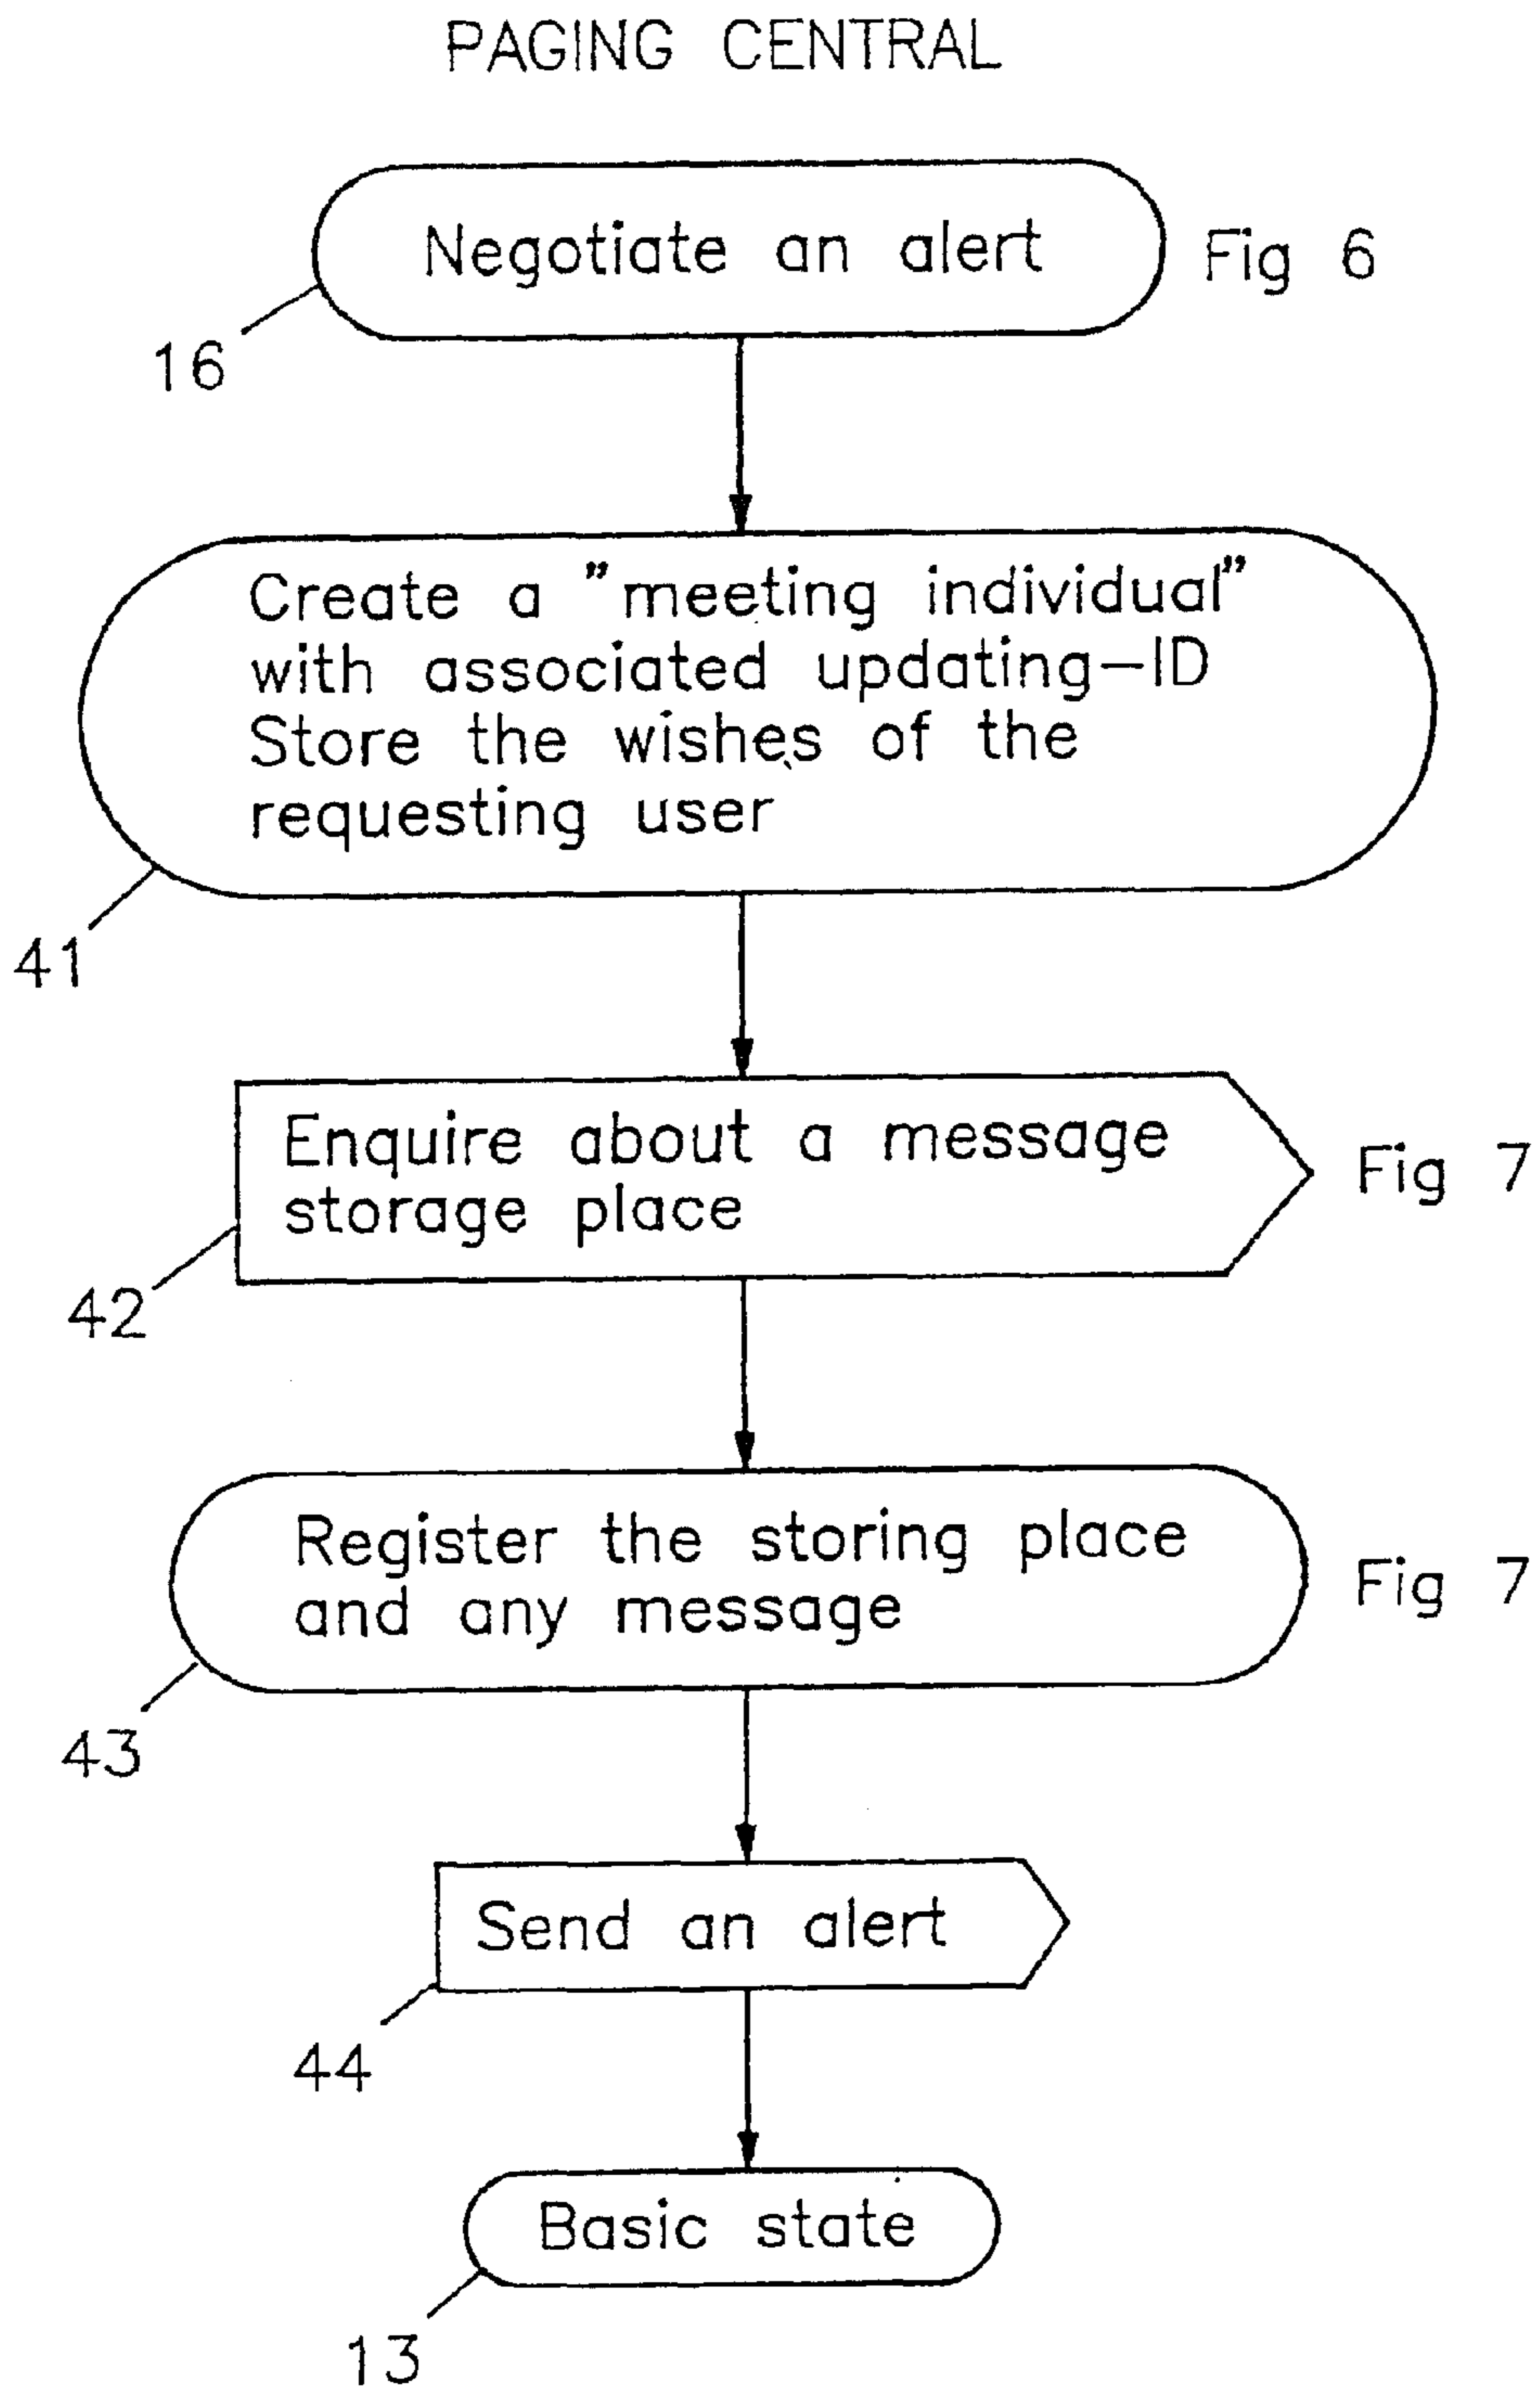 PAGING CENTRAL
Negotiate an alert
Fig 6
16
Create a "meeting individual"
with associated updating-ID
Store the wishes of the
requesting user
41
Enquire about a message
storage place
Fig 7
42
Register the storing place
and any message
Fig 7
43
Send an alert
44
Basic state
13